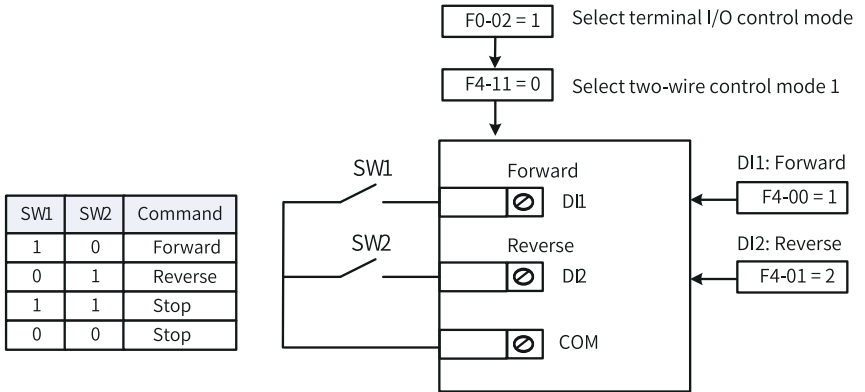 F0-02 = 1 Select terminal I/O control mode
F4-11 = 0 Select two-wire control mode 1
SW1 SW2 Command
1 0 Forward
0 1 Reverse
1 1 Stop
0 0 Stop
SW1
SW2
Forward
DI1
Reverse
DI2
COM
DI1: Forward
F4-00 = 1
DI2: Reverse
F4-01 = 2